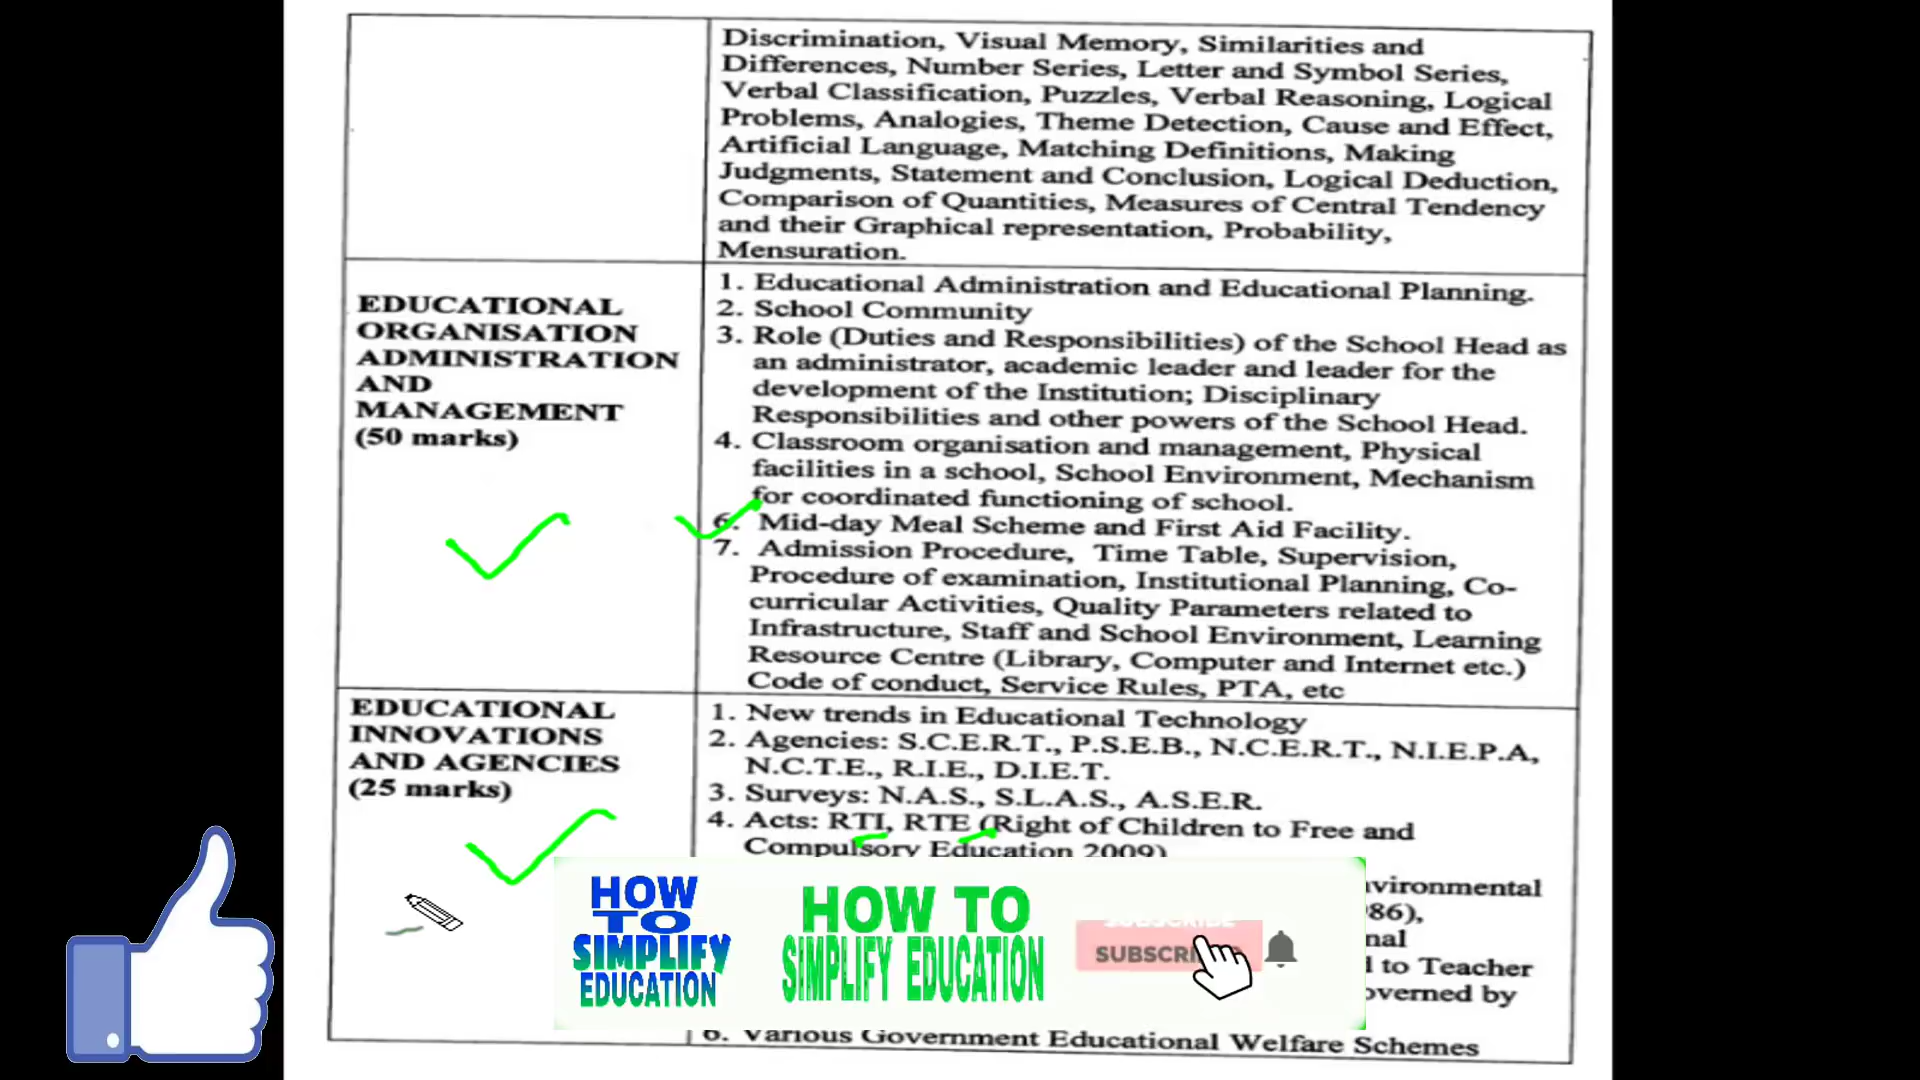 Discrimination, Visual Memory, Similarities and
Differences, Number Series, Letter and Symbol Series,
Verbal Classification, Puzzles, Verbal Reasoning, Logical
Problems, Analogies, Theme Detection, Cause and Effect,
Artificial Language, Matching Definitions, Making
Judgments, Statement and Conclusion, Logical Deduction,
Comparison of Quantities, Measures of Central Tendency
and their Graphical representation, Probability,
Mensuration.
EDUCATIONAL
ORGANISATION
ADMINISTRATION
AND
MANAGEMENT
(50 marks)
1. Educational Administration and Educational Planning.
2. School Community
3. Role (Duties and Responsibilities) of the School Head as
an administrator, academic leader and leader for the
development of the Institution; Disciplinary
Responsibilities and other powers of the School Head.
4. Classroom organisation and management, Physical
facilities in a school, School Environment, Mechanism
for coordinated functioning of school.
6. Mid-day Meal Scheme and First Aid Facility.
7. Admission Procedure, Time Table, Supervision,
Procedure of examination, Institutional Planning, Co-
curricular Activities, Quality Parameters related to
Infrastructure, Staff and School Environment, Learning
Resource Centre (Library, Computer and Internet etc.)
Code of conduct, Service Rules, PTA, etc
EDUCATIONAL
INNOVATIONS
AND AGENCIES
(25 marks)
1. New trends in Educational Technology
2. Agencies: S.C.E.R.T., P.S.E.B., N.C.E.R.T., N.I.E.P.A,
N.C.T.E., R.I.E., D.I.E.T.
3. Surveys: N.A.S., S.L.A.S., A.S.E.R.
4. Acts: RTI, RTE (Right of Children to Free and
Compulsory Education 2009)
86),
to Teacher
by
6. Various Government Educational Welfare Schemes
HOW
TO
SIMPLIFY
EDUCATION
HOW TO
SIMPLIFY EDUCATION
SUBSCRIBE